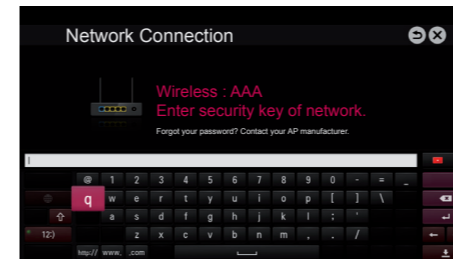 Network Connection
Wireless : AAA
Enter security key of network.
Forgot your password? Contact your AP manufacturer.
@ 1 2 3 4 5 6 7 8 9 0 - = _
q w e r t y u i o p [ ] \
a s d f g h j k l ; '
12:) z x c v b n m , . /
http:// www. .com